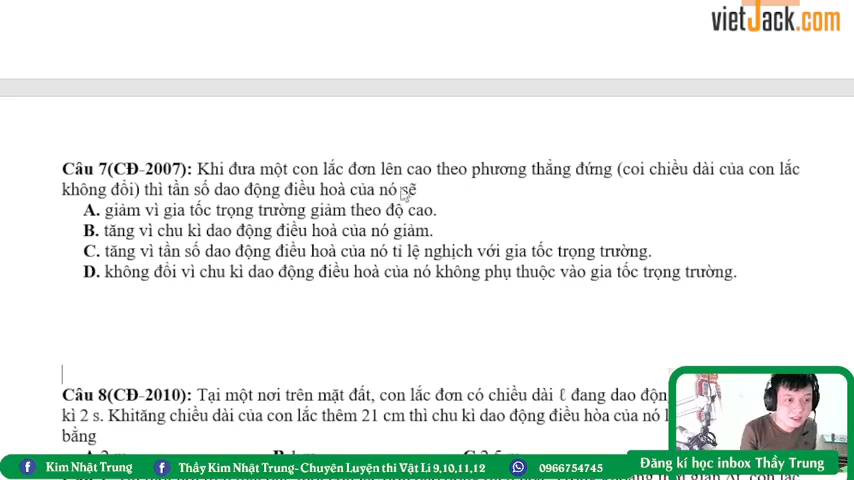 vietJack.com
Câu 7(CĐ-2007): Khi đưa một con lắc đơn lên cao theo phương thẳng đứng (coi chiều dài của con lắc
không đổi) thì tần số dao động điều hoà của nó sẽ
A. giảm vì gia tốc trọng trường giảm theo độ cao.
B. tăng vì chu kì dao động điều hoà của nó giảm.
C. tăng vì tần số dao động điều hoà của nó tỉ lệ nghịch với gia tốc trọng trường.
D. không đổi vì chu kì dao động điều hoà của nó không phụ thuộc vào gia tốc trọng trường.
Câu 8(CĐ-2010): Tại một nơi trên mặt đất, con lắc đơn có chiều dài ℓ đang dao độn
kì 2 s. Khităng chiều dài của con lắc thêm 21 cm thì chu kì dao động điều hòa của nó l
bằng
Kim Nhật Trung
Thầy Kim Nhật Trung-Chuyên Luyện thi Vật Lí 9,10,11,12
0966754745
Đăng kí học inbox Thầy Trung